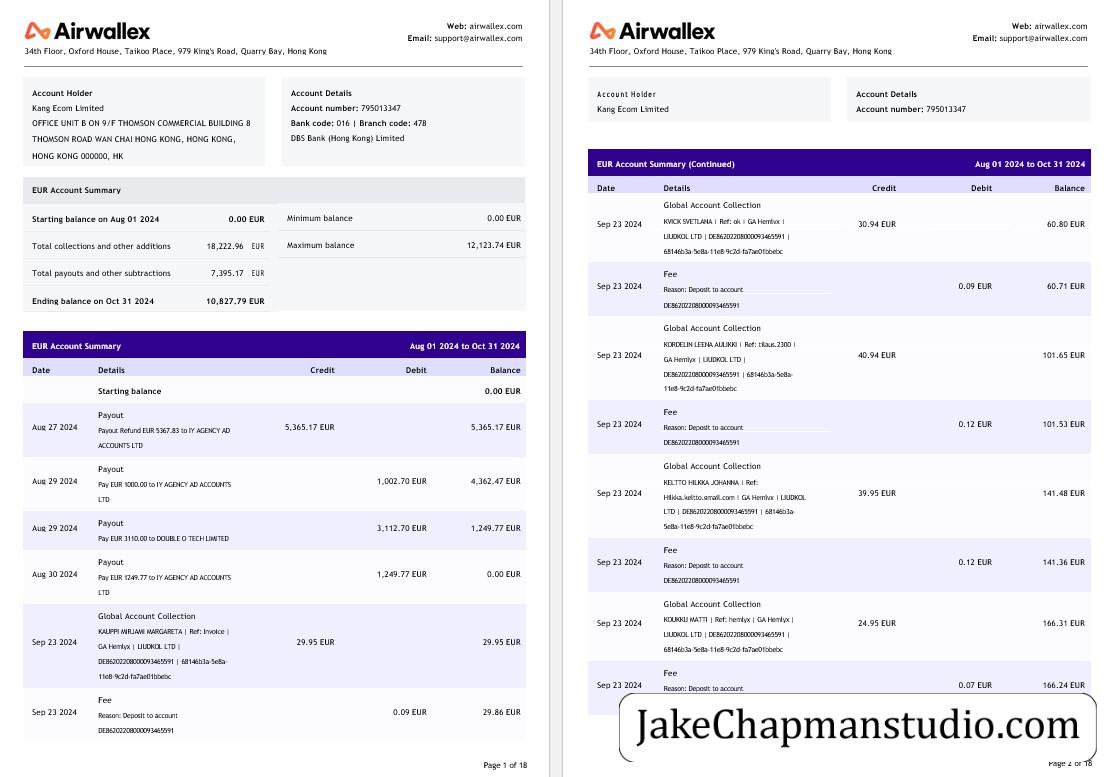 Airwallex
Web: airwallex.com
Email: support@airwallex.com
34th Floor, Oxford House, Taikoo Place, 979 King's Road, Quarry Bay, Hong Kong
Account Holder
Kang Ecom Limited
OFFICE UNIT B ON 9/F THOMSON COMMERCIAL BUILDING 8
THOMSON ROAD WAN CHAI HONG KONG, HONG KONG,
HONG KONG 000000, HK
Account Details
Account number: 795013347
Bank code: 016 | Branch code: 478
DBS Bank (Hong Kong) Limited
EUR Account Summary
Starting balance on Aug 01 2024 0.00 EUR
Total collections and other additions 18,222.96 EUR
Total payouts and other subtractions 7,395.17 EUR
Ending balance on Oct 31 2024 10,827.79 EUR
Minimum balance 0.00 EUR
Maximum balance 12,123.74 EUR
EUR Account Summary Aug 01 2024 to Oct 31 2024
Date Details Credit Debit Balance
Starting balance 0.00 EUR
Payout
Aug 27 2024 Payout Refund EUR 5367.83 to IY AGENCY AD 5,365.17 EUR 5,365.17 EUR
ACCOUNTS LTD
Payout
Aug 29 2024 Pay EUR 1000.00 to IY AGENCY AD ACCOUNTS 1,002.70 EUR 4,362.47 EUR
LTD
Payout
Aug 29 2024 3,112.70 EUR 1,249.77 EUR
Pay EUR 3110.00 to DOUBLE O TECH LIMITED
Payout
Aug 30 2024 Pay EUR 1249.77 to IY AGENCY AD ACCOUNTS 1,249.77 EUR 0.00 EUR
LTD
Global Account Collection
KAUPPI MIRJAMI MARGARETA | Ref: Invoice |
Sep 23 2024 GA Hemlyx | LIUDKOL LTD | 29.95 EUR 29.95 EUR
DE86202208000093465591 | 68146b3a-5e8a-
11e8-9c2d-fa7ae01bbebc
Fee
Sep 23 2024 Reason: Deposit to account 0.09 EUR 29.86 EUR
DE86202208000093465591
Page 1 of 18
Airwallex
Web: airwallex.com
Email: support@airwallex.com
34th Floor, Oxford House, Taikoo Place, 979 King's Road, Quarry Bay, Hong Kong
Account Holder
Kang Ecom Limited
Account Details
Account number: 795013347
EUR Account Summary (Continued) Aug 01 2024 to Oct 31 2024
Date Details Credit Debit Balance
Global Account Collection
Sep 23 2024 KVICK SVETLANA | Ref: ok | GA Hemlyx | 30.94 EUR 60.80 EUR
LIUDKOL LTD | DE86202208000093465591 |
68146b3a-5e8a-11e8-9c2d-fa7ae01bbebc
Fee
Sep 23 2024 Reason: Deposit to account 0.09 EUR 60.71 EUR
DE86202208000093465591
Global Account Collection
KORDELIN LEENA AULIKKI | Ref: tilaus.2300 |
Sep 23 2024 GA Hemlyx | LIUDKOL LTD | 40.94 EUR 101.65 EUR
DE86202208000093465591 | 68146b3a-5e8a-
11e8-9c2d-fa7ae01bbebc
Fee
Sep 23 2024 Reason: Deposit to account 0.12 EUR 101.53 EUR
DE86202208000093465591
Global Account Collection
KELTTO HILKKA JOHANNA | Ref:
Sep 23 2024 Hilkka.keltto.email.com | GA Hemlyx | LIUDKOL 39.95 EUR 141.48 EUR
LTD | DE86202208000093465591 | 68146b3a-
5e8a-11e8-9c2d-fa7ae01bbebc
Fee
Sep 23 2024 Reason: Deposit to account 0.12 EUR 141.36 EUR
DE86202208000093465591
Global Account Collection
KOUKKU MATTI | Ref: hemlyx | GA Hemlyx |
Sep 23 2024 LIUDKOL LTD | DE86202208000093465591 | 24.95 EUR 166.31 EUR
68146b3a-5e8a-11e8-9c2d-fa7ae01bbebc
Fee
Sep 23 2024 Reason: Deposit to account 0.07 EUR 166.24 EUR
JakeChapmanstudio.com
Page 2 of 18